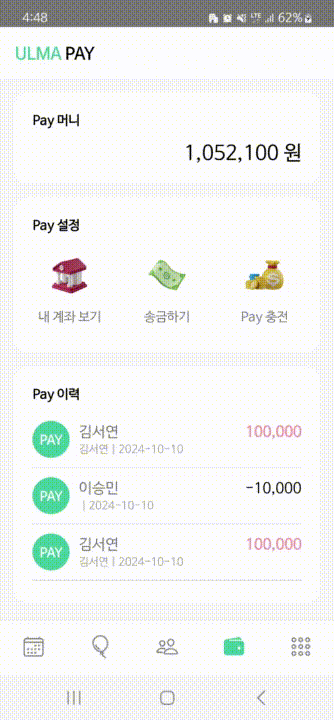 4:48 62%
ULMA PAY
Pay 머니
1,052,100 원
Pay 설정
내 계좌 보기 송금하기 Pay 충전
Pay 이력
PAY 김서연 100,000
김서연 | 2024-10-10
PAY 이승민 -10,000
| 2024-10-10
PAY 김서연 100,000
김서연 | 2024-10-10